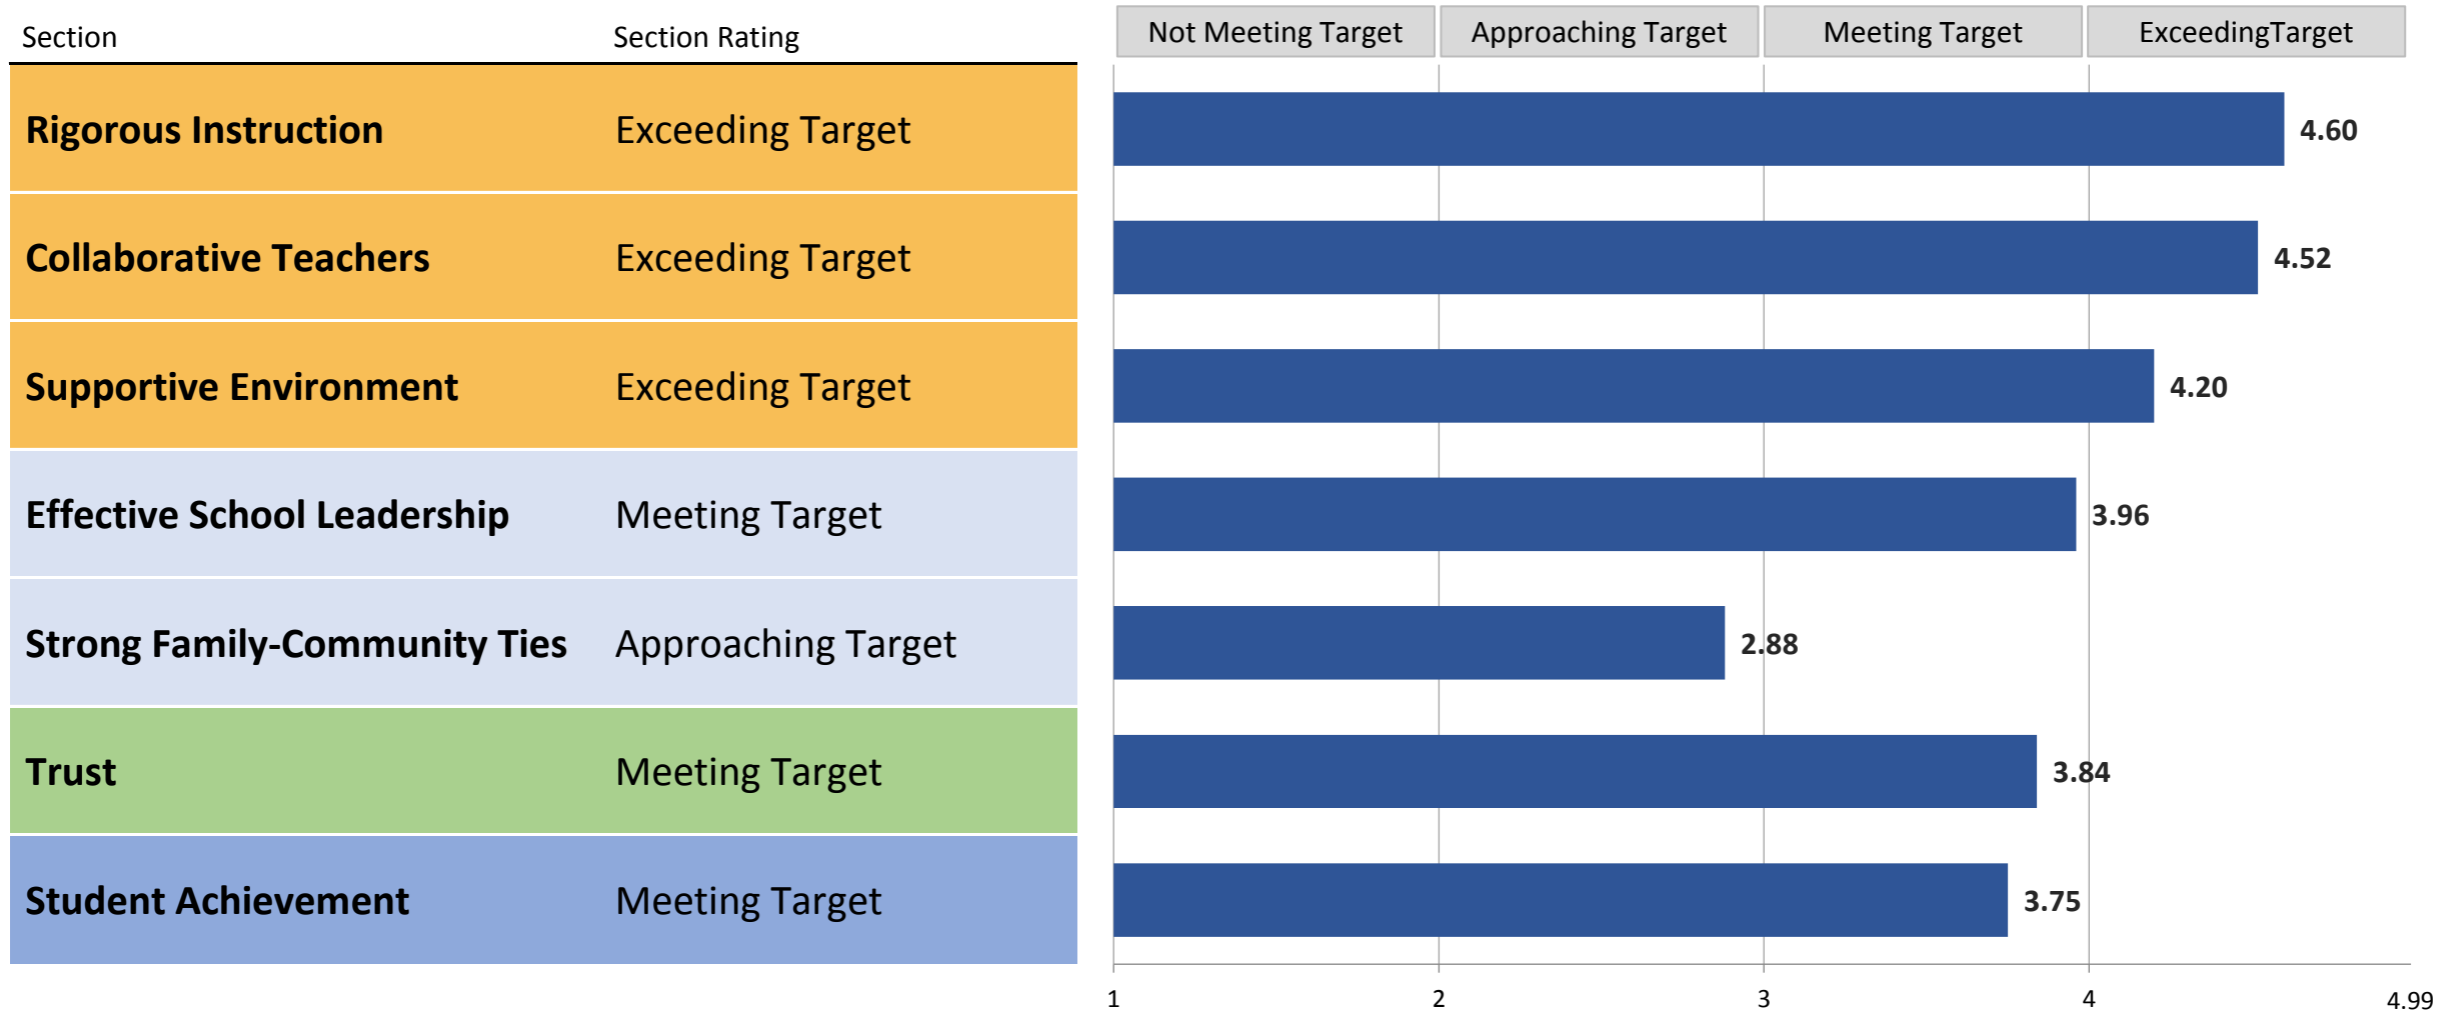 Section Section Rating Not Meeting Target Approaching Target Meeting Target ExceedingTarget
Rigorous Instruction Exceeding Target 4.60
Collaborative Teachers Exceeding Target 4.52
Supportive Environment Exceeding Target 4.20
Effective School Leadership Meeting Target 3.96
Strong Family-Community Ties Approaching Target 2.88
Trust Meeting Target 3.84
Student Achievement Meeting Target 3.75
1 2 3 4 4.99